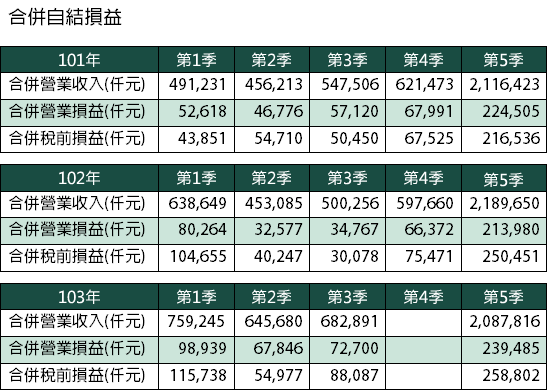 合併自結損益
101年 第1季 第2季 第3季 第4季 第5季
合併營業收入(仟元) 491,231 456,213 547,506 621,473 2,116,423
合併營業損益(仟元) 52,618 46,776 57,120 67,991 224,505
合併稅前損益(仟元) 43,851 54,710 50,450 67,525 216,536
102年 第1季 第2季 第3季 第4季 第5季
合併營業收入(仟元) 638,649 453,085 500,256 597,660 2,189,650
合併營業損益(仟元) 80,264 32,577 34,767 66,372 213,980
合併稅前損益(仟元) 104,655 40,247 30,078 75,471 250,451
103年 第1季 第2季 第3季 第4季 第5季
合併營業收入(仟元) 759,245 645,680 682,891 2,087,816
合併營業損益(仟元) 98,939 67,846 72,700 239,485
合併稅前損益(仟元) 115,738 54,977 88,087 258,802